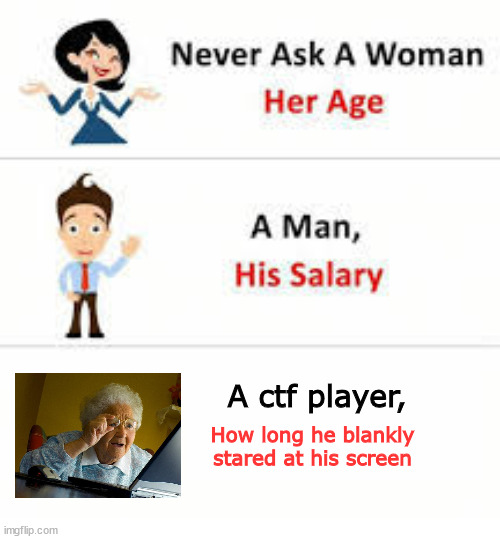 Never Ask A Woman
Her Age
A Man,
His Salary
A ctf player,
How long he blankly
stared at his screen
imgflip.com